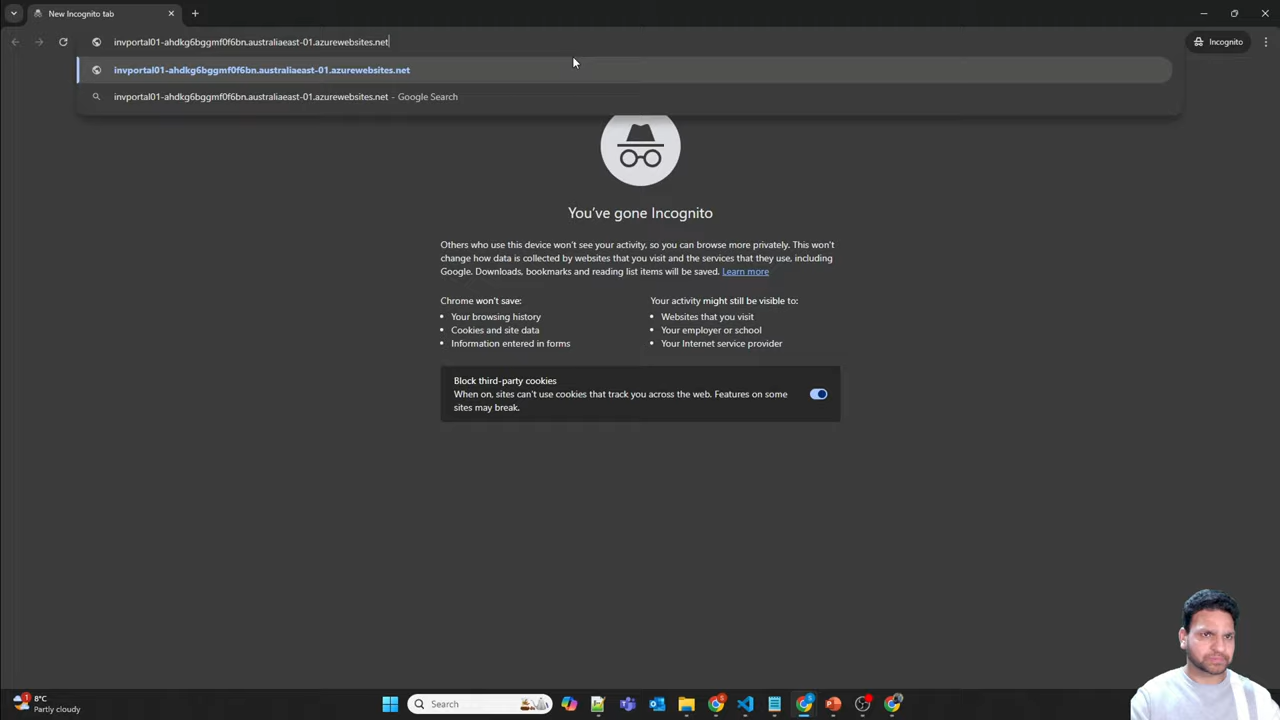 New Incognito tab
invportal01-ahdkg6bggmf0f6bn.australiaeast-01.azurewebsites.net
Incognito
invportal01-ahdkg6bggmf0f6bn.australiaeast-01.azurewebsites.net
invportal01-ahdkg6bggmf0f6bn.australiaeast-01.azurewebsites.net - Google Search
You've gone Incognito
Others who use this device won't see your activity, so you can browse more privately. This won't
change how data is collected by websites that you visit and the services that they use, including
Google. Downloads, bookmarks and reading list items will be saved. Learn more
Chrome won't save:
• Your browsing history
• Cookies and site data
• Information entered in forms
Your activity might still be visible to:
• Websites that you visit
• Your employer or school
• Your Internet service provider
Block third-party cookies
When on, sites can't use cookies that track you across the web. Features on some
sites may break.
1
8°C
Partly cloudy
Search